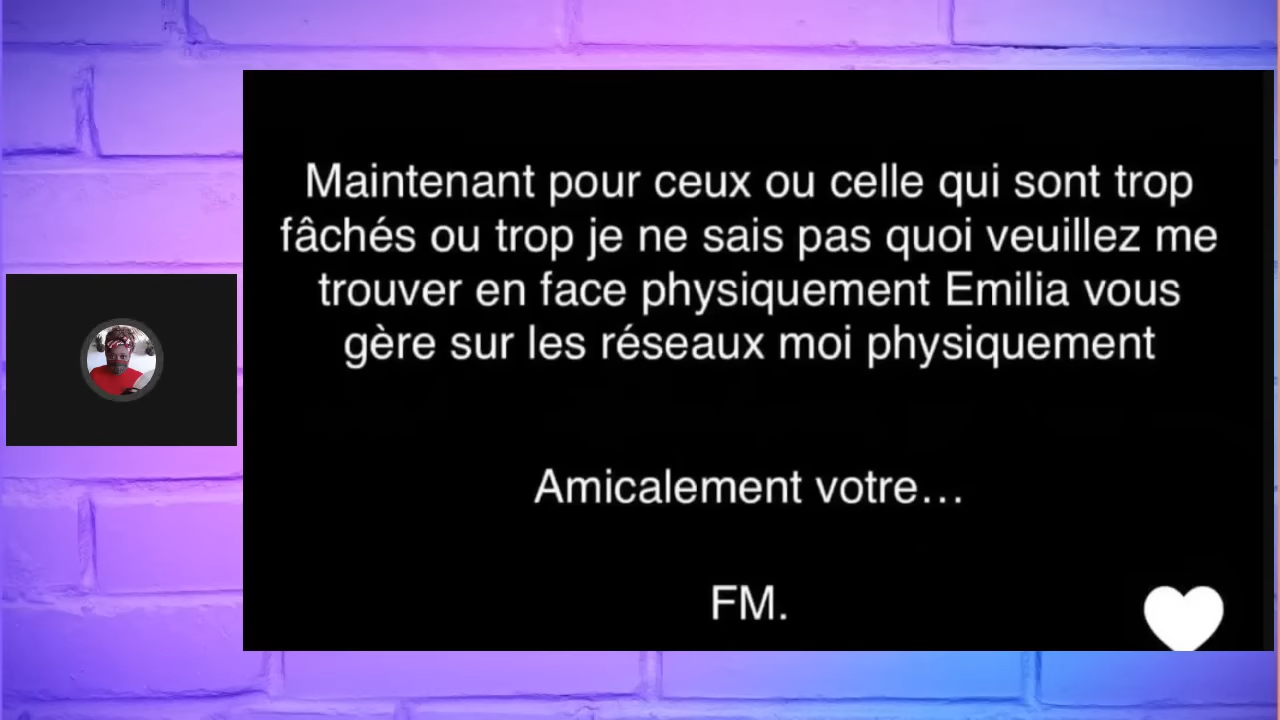 Maintenant pour ceux ou celle qui sont trop
fâchés ou trop je ne sais pas quoi veuillez me
trouver en face physiquement Emilia vous
gère sur les réseaux moi physiquement
Amicalement votre…
FM.